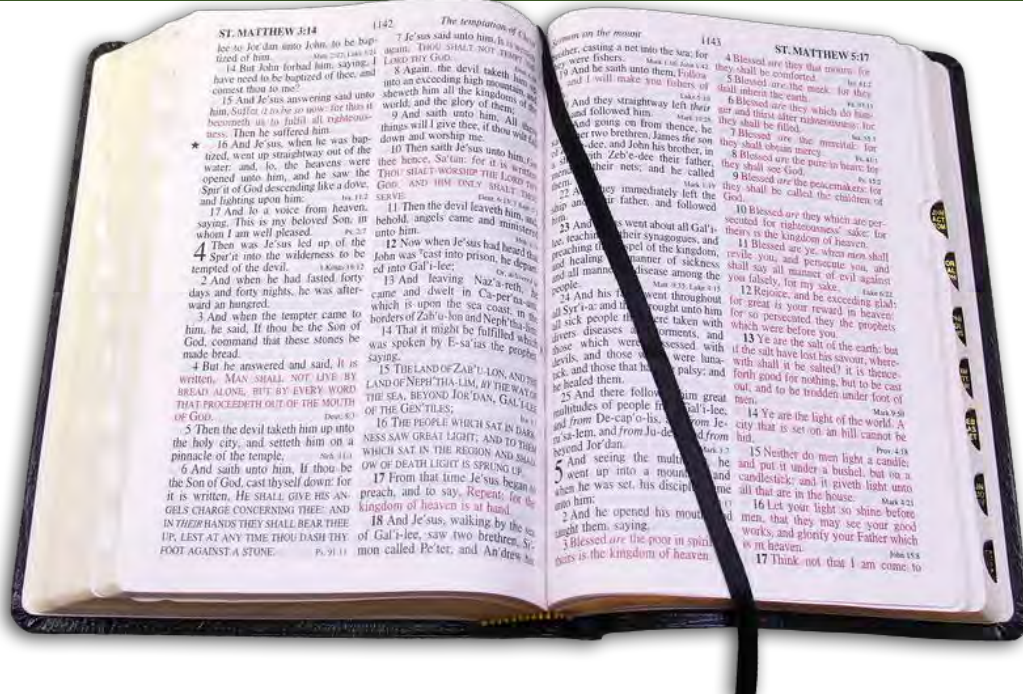 ST. MATTHEW 3:14
1142
The temptation of
lee to Jor'dan unto John, to be bap-
tized of him.
14 But John forbad him, saying, I
have need to be baptized of thee, and
comest thou to me?
15 And Je'sus answering said unto
him, Suffer it to be so now: for thus it
becometh us to fulfil all righteous-
ness. Then he suffered him.
★ 16 And Je'sus, when he was bap-
tized, went up straightway out of the
water: and, lo, the heavens were
opened unto him, and he saw the
Spir'it of God descending like a dove,
and lighting upon him: Isa. 11:2
17 And lo a voice from heaven,
saying, This is my beloved Son, in
whom I am well pleased. Ps. 2:7
4 Then was Je'sus led up of the
Spir'it into the wilderness to be
tempted of the devil.
2 And when he had fasted forty
days and forty nights, he was after-
ward an hungred.
3 And when the tempter came to
him, he said, If thou be the Son of
God, command that these stones be
made bread.
4 But he answered and said, It is
written, MAN SHALL NOT LIVE BY
BREAD ALONE, BUT BY EVERY WORD
THAT PROCEEDETH OUT OF THE MOUTH
OF GOD. Deut. 8:3
5 Then the devil taketh him up into
the holy city, and setteth him on a
pinnacle of the temple, Neh. 11:1
6 And saith unto him, If thou be
the Son of God, cast thyself down: for
it is written, HE SHALL GIVE HIS AN-
GELS CHARGE CONCERNING THEE: AND
IN THEIR HANDS THEY SHALL BEAR THEE
UP, LEST AT ANY TIME THOU DASH THY
FOOT AGAINST A STONE. Ps. 91:11
7 Je'sus said unto him, It is
again, THOU SHALT NOT TEMPT THE
LORD THY GOD.
8 Again, the devil taketh him up
into an exceeding high mountain, and
sheweth him all the kingdoms of the
world, and the glory of them;
9 And saith unto him, All these
things will I give thee, if thou wilt fall
down and worship me.
10 Then saith Je'sus unto him, Get
thee hence, Sa'tan: for it is written,
THOU SHALT WORSHIP THE LORD THY
GOD, AND HIM ONLY SHALT THOU
SERVE.
11 Then the devil leaveth him, and,
behold, angels came and ministered
unto him.
12 Now when Je'sus had heard that
John was °cast into prison, he depart-
ed into Gal'i-lee;
13 And leaving Naz'a-reth, he
came and dwelt in Ca-per'na-um,
which is upon the sea coast, in the
borders of Zab'u-lon and Neph'tha-lim:
14 That it might be fulfilled which
was spoken by E-sa'ias the prophet,
saying,
15 THE LAND OF ZAB'U-LON, AND THE
LAND OF NEPH'THA-LIM, BY THE WAY OF
THE SEA, BEYOND JOR'DAN, GAL'I-LEE
OF THE GEN'TILES;
16 THE PEOPLE WHICH SAT IN DARK-
NESS SAW GREAT LIGHT; AND TO THEM
WHICH SAT IN THE REGION AND SHAD-
OW OF DEATH LIGHT IS SPRUNG UP.
17 From that time Je'sus began to
preach, and to say, Repent: for the
kingdom of heaven is at hand.
18 And Je'sus, walking by the sea
of Gal'i-lee, saw two brethren, Si'-
mon called Pe'ter, and An'drew his
Sermon on the mount
1143
ST. MATTHEW 5:17
brother, casting a net into the sea: for
they were fishers.
19 And he saith unto them, Follow
and I will make you fishers of
And they straightway left their
and followed him.
And going on from thence, he
other two brethren, James the son
of dee, and John his brother, in
a with Zeb'e-dee their father,
their nets; and he called
them.
22 they immediately left the
ship and their father, and followed
him.
23 And went about all Gal'i-
lee, teaching their synagogues, and
preaching the gospel of the kingdom,
and healing manner of sickness
and all manner disease among the
people.
24 And his went throughout
all Syr'i-a: and they brought unto him
all sick people that were taken with
divers diseases torments, and
those which were possessed with
devils, and those were luna-
tick, and those that palsy; and
he healed them.
25 And there followed him great
multitudes of people from Gal'i-lee,
and from De-cap'o-lis, and from Je-
ru'sa-lem, and from Ju-de and from
beyond Jor'dan.
5 And seeing the he
went up into a and
when he was set, his
unto him:
2 And he opened his mouth, and
taught them, saying,
3 Blessed are the poor in spirit:
theirs is the kingdom of heaven.
4 Blessed are they that mourn: for
they shall be comforted.
5 Blessed are the meek: for they
shall inherit the earth.
6 Blessed are they which do hun-
ger and thirst after righteousness: for
they shall be filled.
7 Blessed are the merciful: for
they shall obtain mercy.
8 Blessed are the pure in heart: for
they shall see God.
9 Blessed are the peacemakers: for
they shall be called the children of
God.
10 Blessed are they which are per-
secuted for righteousness' sake: for
theirs is the kingdom of heaven.
11 Blessed are ye, when men shall
revile you, and persecute you, and
shall say all manner of evil against
you falsely, for my sake.
12 Rejoice, and be exceeding glad:
for great is your reward in heaven:
for so persecuted they the prophets
which were before you.
13 Ye are the salt of the earth: but
if the salt have lost his savour, where-
with shall it be salted? it is thence-
forth good for nothing, but to be cast
out, and to be trodden under foot of
men. Mark 9:50
14 Ye are the light of the world. A
city that is set on an hill cannot be
hid. Prov. 4:18
15 Neither do men light a candle,
and put it under a bushel, but on a
candlestick; and it giveth light unto
all that are in the house. Mark 4:21
16 Let your light so shine before
men, that they may see your good
works, and glorify your Father which
is in heaven. John 15:8
17 Think not that I am come to